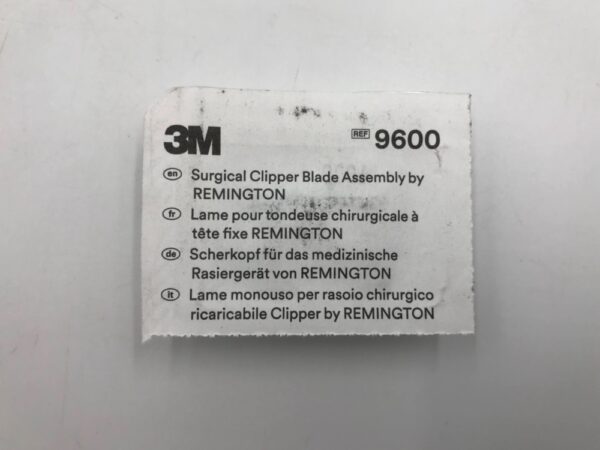 3M
REF 9600
en Surgical Clipper Blade Assembly by
REMINGTON
fr Lame pour tondeuse chirurgicale à
tête fixe REMINGTON
de Scherkopf für das medizinische
Rasiergerät von REMINGTON
it Lame monouso per rasoio chirurgico
ricaricabile Clipper by REMINGTON